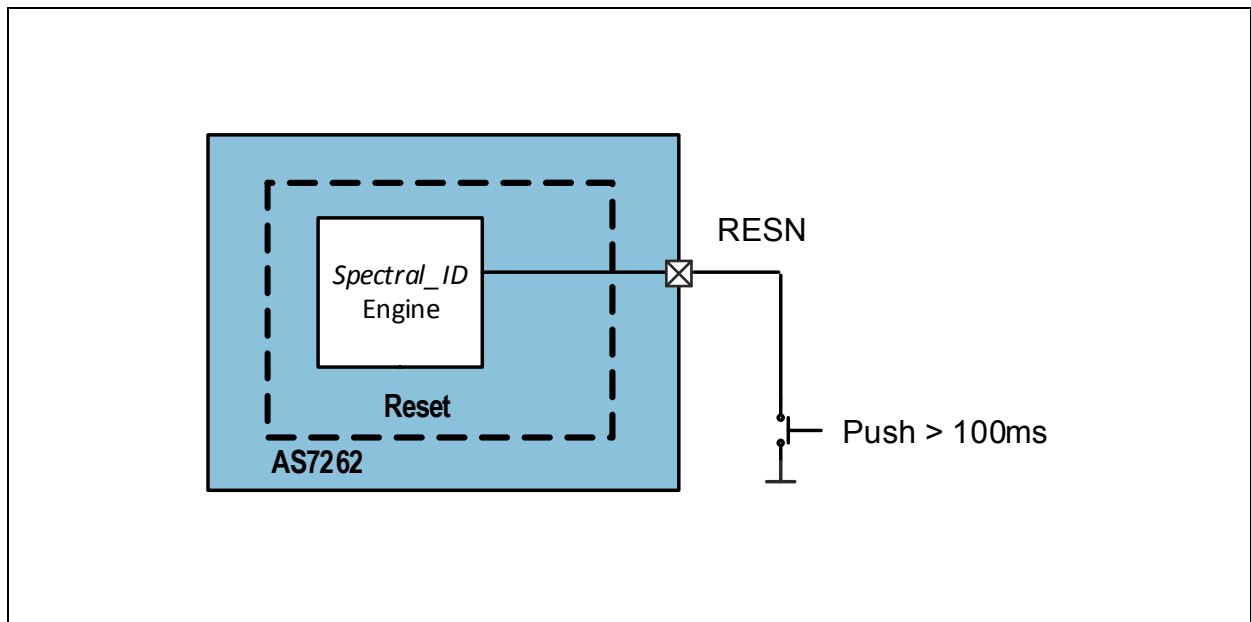 RESN
Spectral_ID
Engine
Reset
Push > 100ms
AS7262